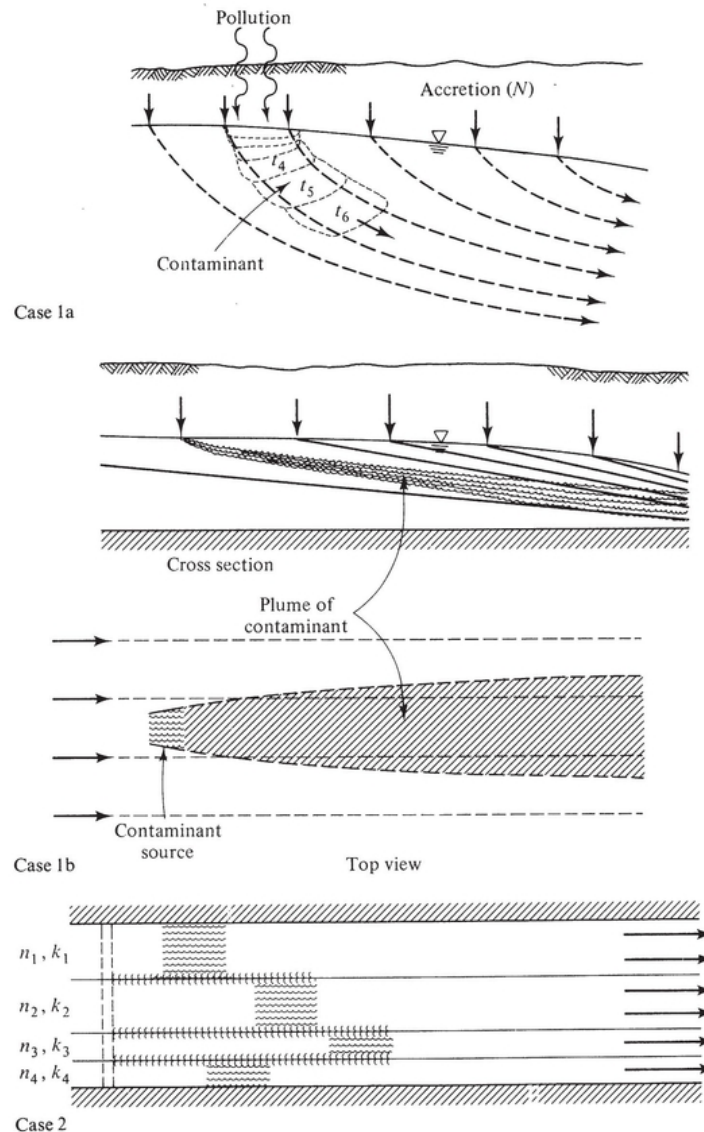 Pollution
Accretion (N)
t4
t5
t6
Contaminant
Case 1a
Cross section
Plume of
contaminant
Contaminant
source
Case 1b
Top view
n1, k1
n2, k2
n3, k3
n4, k4
Case 2